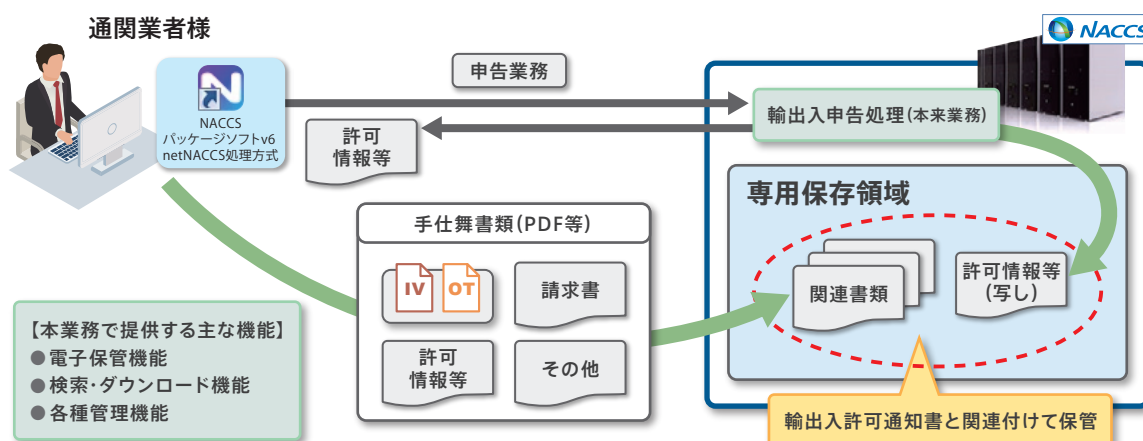 通関業者様
NACCS
NACCS
パッケージソフトv6
netNACCS処理方式
申告業務
許可
情報等
輸出入申告処理(本来業務)
専用保存領域
手仕舞書類(PDF等)
IV
OT
請求書
許可
情報等
その他
関連書類
許可情報等
(写し)
【本業務で提供する主な機能】
●電子保管機能
●検索・ダウンロード機能
●各種管理機能
輸出入許可通知書と関連付けて保管